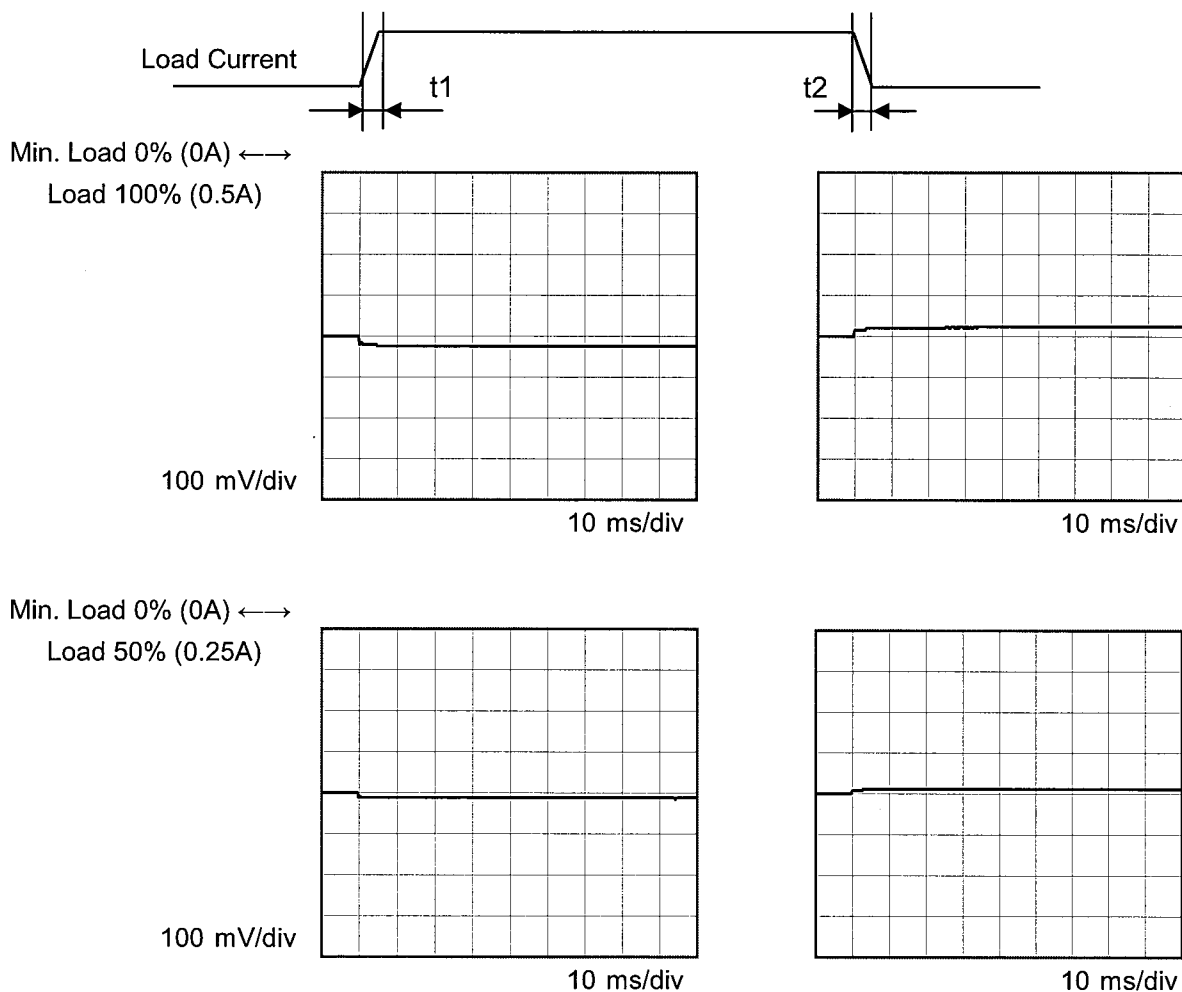 Load Current
t1
t2
Min. Load 0% (0A) ←→
Load 100% (0.5A)
100 mV/div
10 ms/div
10 ms/div
Min. Load 0% (0A) ←→
Load 50% (0.25A)
100 mV/div
10 ms/div
10 ms/div